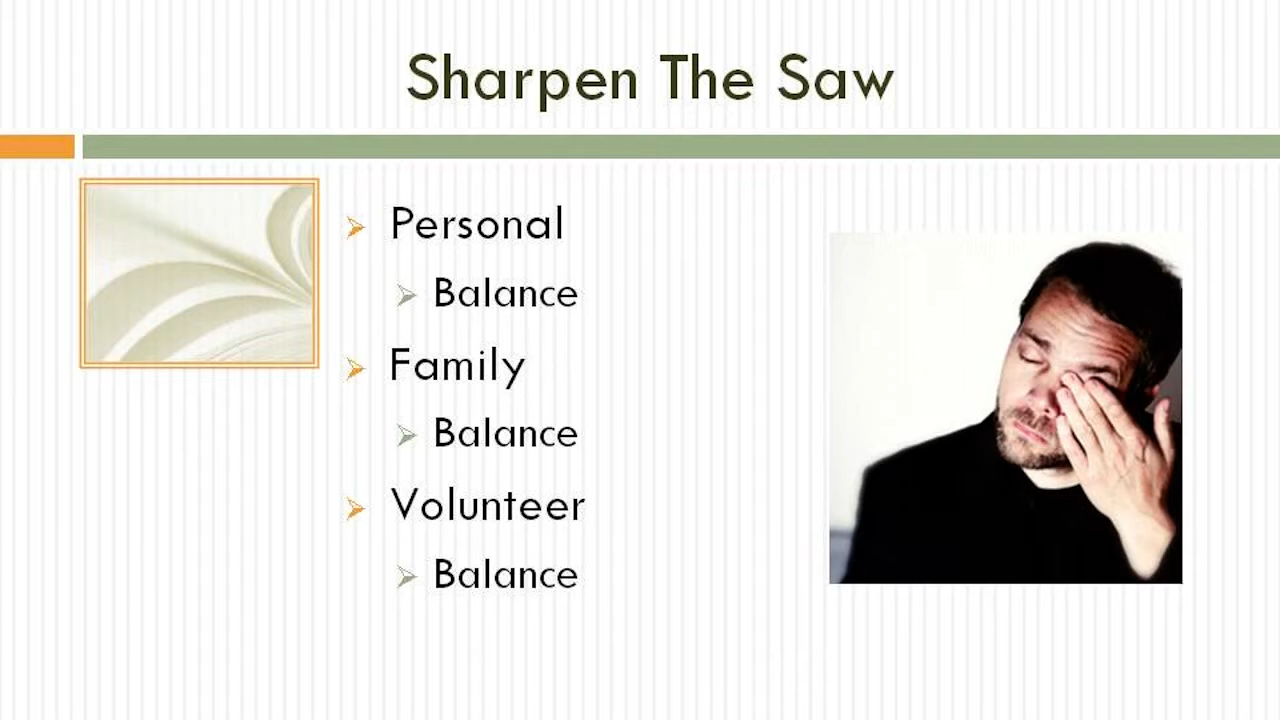 Sharpen The Saw
Personal
Balance
Family
Balance
Volunteer
Balance